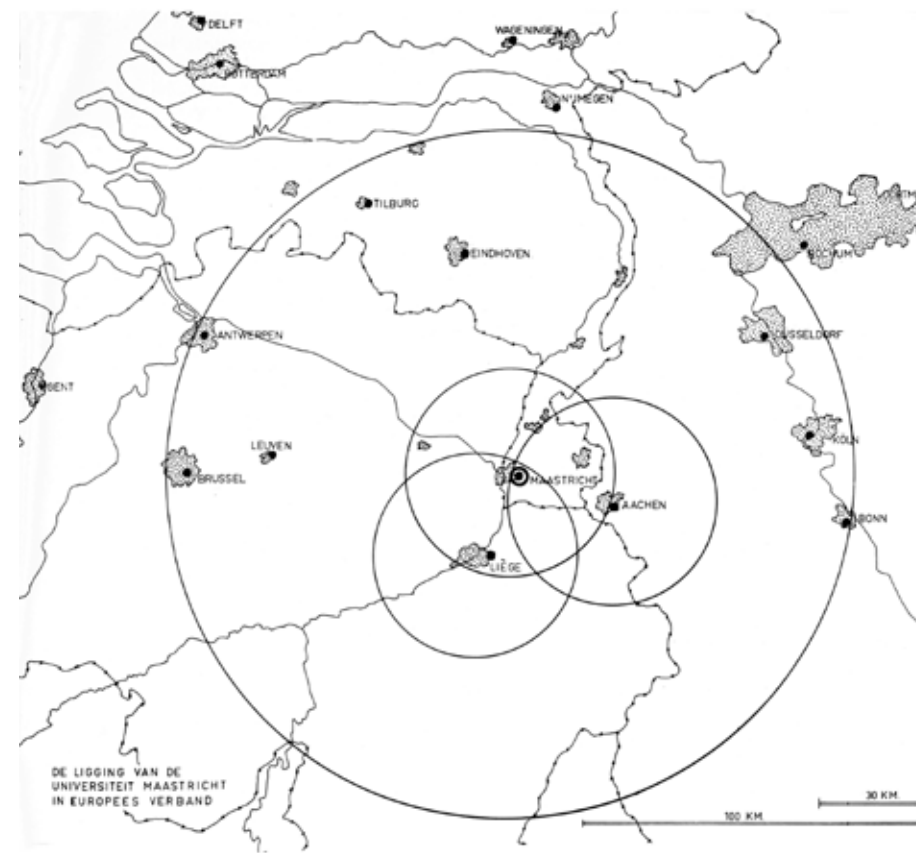 DELFT
WAGENINGEN
ROTTERDAM
NIJMEGEN
TILBURG
BOCHUM
EINDHOVEN
ANTWERPEN
DUSSELDORF
GENT
LEUVEN
KÖLN
BRUSSEL
MAASTRICHT
AACHEN
BONN
LIÈGE
DE LIGGING VAN DE
UNIVERSITEIT MAASTRICHT
IN EUROPEES VERBAND
30 KM.
100 KM.